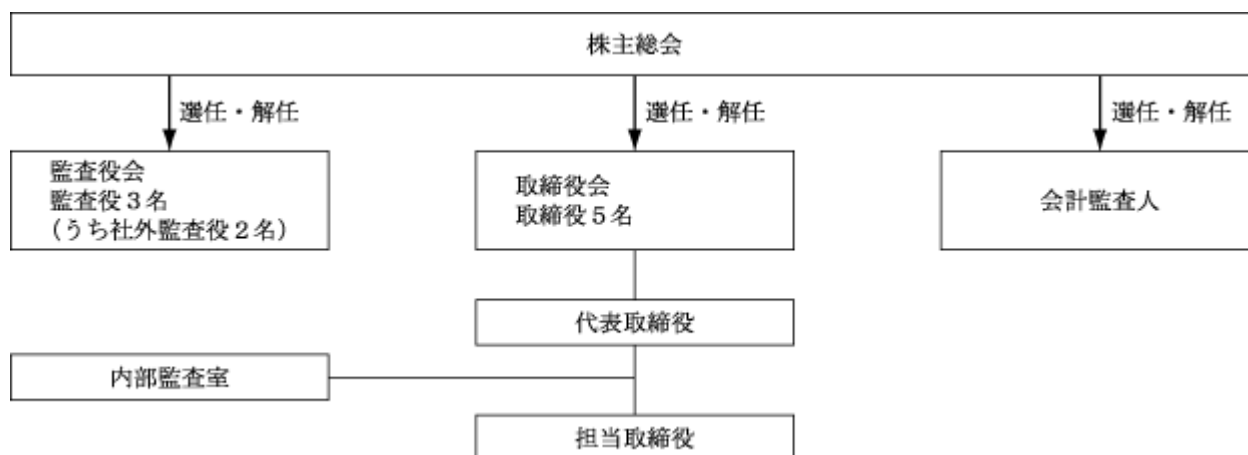 株主総会
選任・解任
選任・解任
選任・解任
監査役会
監査役３名
（うち社外監査役２名）
取締役会
取締役５名
会計監査人
代表取締役
内部監査室
担当取締役